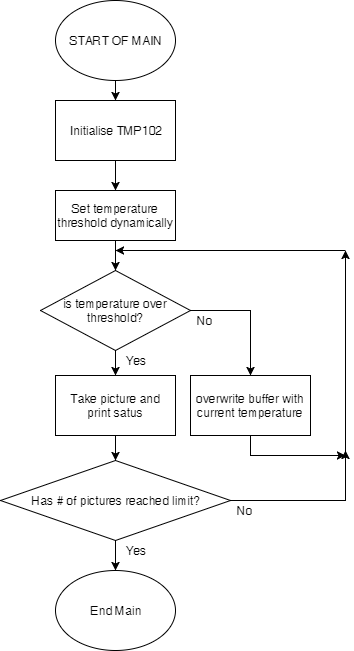 START OF MAIN
Initialise TMP102
Set temperature
threshold dynamically
is temperature over
threshold?
No
Yes
Take picture and
print satus
overwrite buffer with
current temperature
Has # of pictures reached limit?
No
Yes
End Main